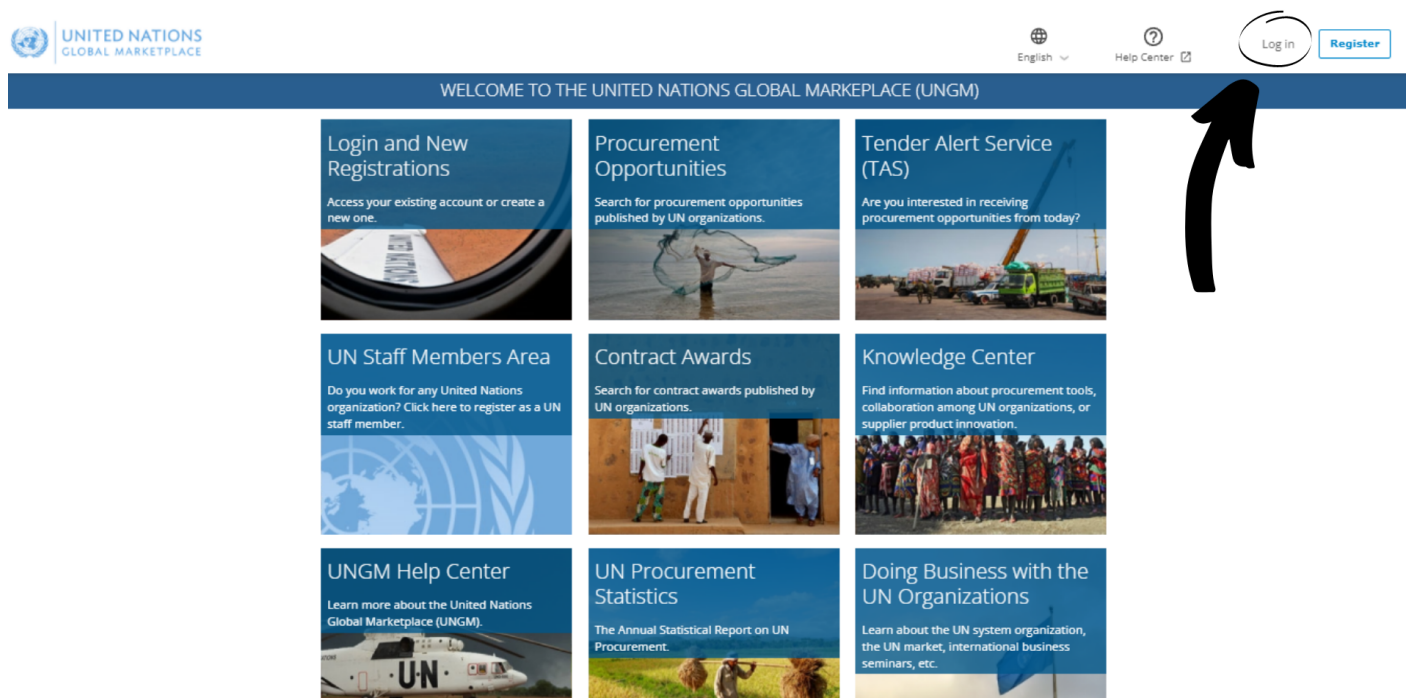 UNITED NATIONS
GLOBAL MARKETPLACE
English
Help Center
Log in
Register
WELCOME TO THE UNITED NATIONS GLOBAL MARKEPLACE (UNGM)
Login and New
Registrations
Access your existing account or create a
new one.
Procurement
Opportunities
Search for procurement opportunities
published by UN organizations.
Tender Alert Service
(TAS)
Are you interested in receiving
procurement opportunities from today?
UN Staff Members Area
Do you work for any United Nations
organization? Click here to register as a UN
staff member.
Contract Awards
Search for contract awards published by
UN organizations.
Knowledge Center
Find information about procurement tools,
collaboration among UN organizations, or
supplier product innovation.
UNGM Help Center
Learn more about the United Nations
Global Marketplace (UNGM).
UN
UN Procurement
Statistics
The Annual Statistical Report on UN
Procurement.
Doing Business with the
UN Organizations
Learn about the UN system organization,
the UN market, international business
seminars, etc.